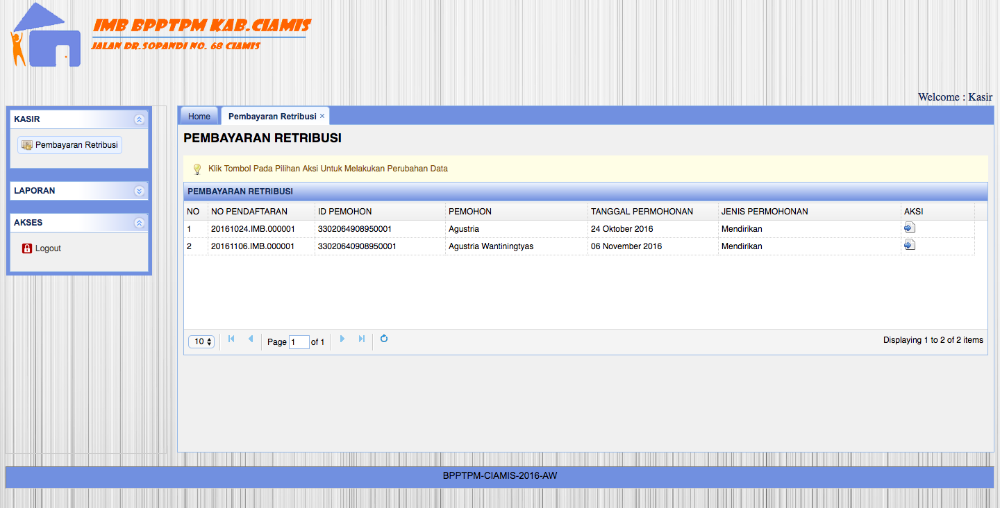 IMB BPPTPM KAB.CIAMIS
JALAN DR.SOPANDI NO. 68 CIAMIS
Welcome : Kasir
KASIR
Pembayaran Retribusi
LAPORAN
AKSES
Logout
Home Pembayaran Retribusi ×
PEMBAYARAN RETRIBUSI
Klik Tombol Pada Pilihan Aksi Untuk Melakukan Perubahan Data
PEMBAYARAN RETRIBUSI
NO NO PENDAFTARAN ID PEMOHON PEMOHON TANGGAL PERMOHONAN JENIS PERMOHONAN AKSI
1 20161024.IMB.000001 3302064908950001 Agustria 24 Oktober 2016 Mendirikan
2 20161106.IMB.000001 33020640908950001 Agustria Wantiningtyas 06 November 2016 Mendirikan
10 Page 1 of 1 Displaying 1 to 2 of 2 items
BPPTPM-CIAMIS-2016-AW